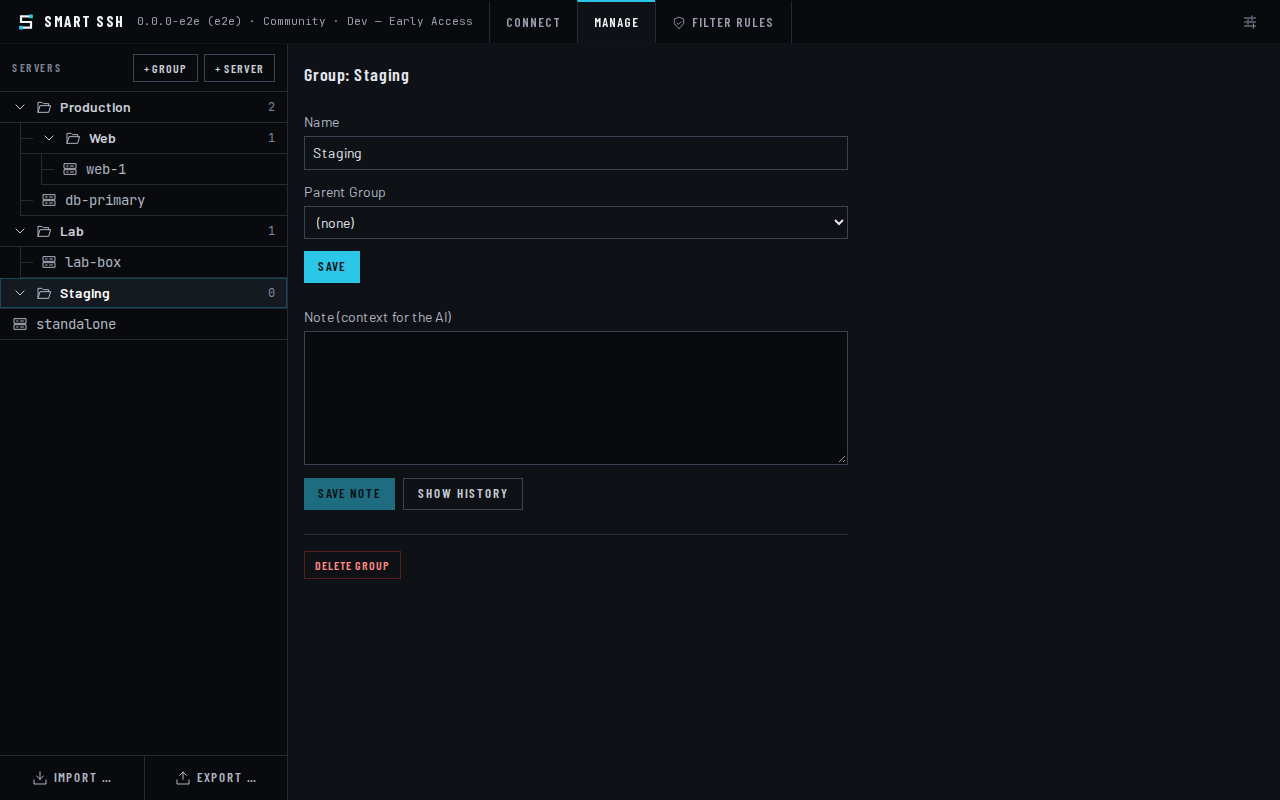 SMART SSH 0.0.0-e2e (e2e) · Community · Dev — Early Access CONNECT MANAGE FILTER RULES
SERVERS + GROUP + SERVER
Production 2
Web 1
web-1
db-primary
Lab 1
lab-box
Staging 0
standalone
IMPORT … EXPORT …
Group: Staging
Name
Staging
Parent Group
(none)
SAVE
Note (context for the AI)
SAVE NOTE SHOW HISTORY
DELETE GROUP